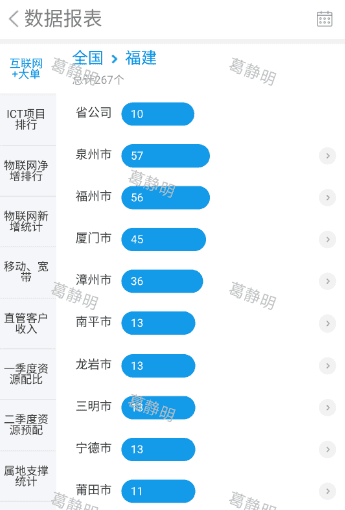 数据报表
互联网
+大单
ICT项目
排行
物联网净
增排行
物联网新
增统计
移动、宽
带
直管客户
收入
一季度资
源配比
二季度资
源预配
属地支撑
统计
全国 > 福建
总计267个
省公司 10
泉州市 57
福州市 56
厦门市 45
漳州市 36
南平市 13
龙岩市 13
三明市 13
宁德市 13
莆田市 11
葛静明
葛静明
葛静明
葛静明
葛静明
葛静明
葛静明
葛静明